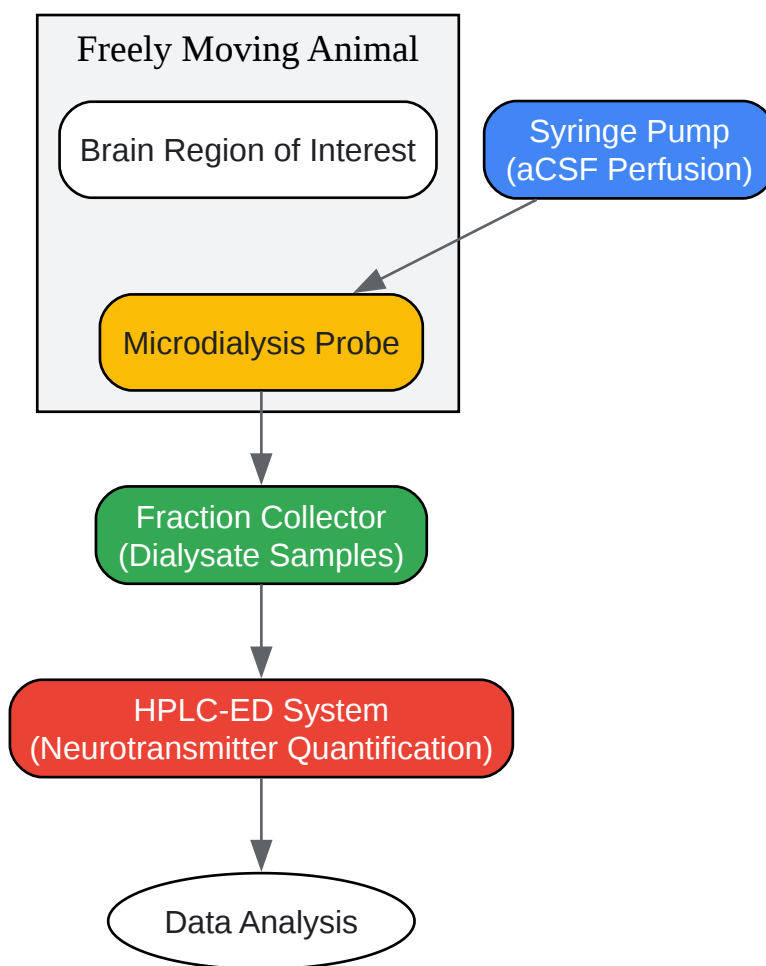 Freely Moving Animal
Brain Region of Interest
Syringe Pump
(aCSF Perfusion)
Microdialysis Probe
Fraction Collector
(Dialysate Samples)
HPLC-ED System
(Neurotransmitter Quantification)
Data Analysis